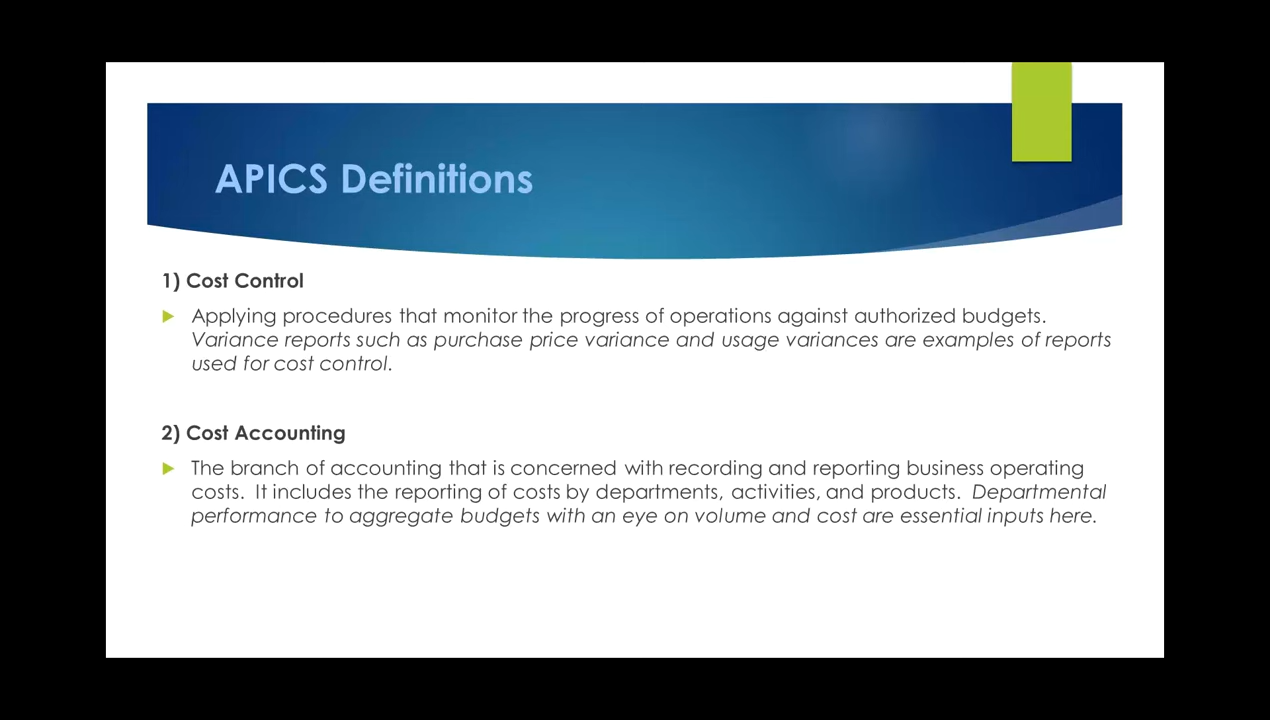 APICS Definitions
1) Cost Control
Applying procedures that monitor the progress of operations against authorized budgets.
Variance reports such as purchase price variance and usage variances are examples of reports
used for cost control.
2) Cost Accounting
The branch of accounting that is concerned with recording and reporting business operating
costs.  It includes the reporting of costs by departments, activities, and products.  Departmental
performance to aggregate budgets with an eye on volume and cost are essential inputs here.